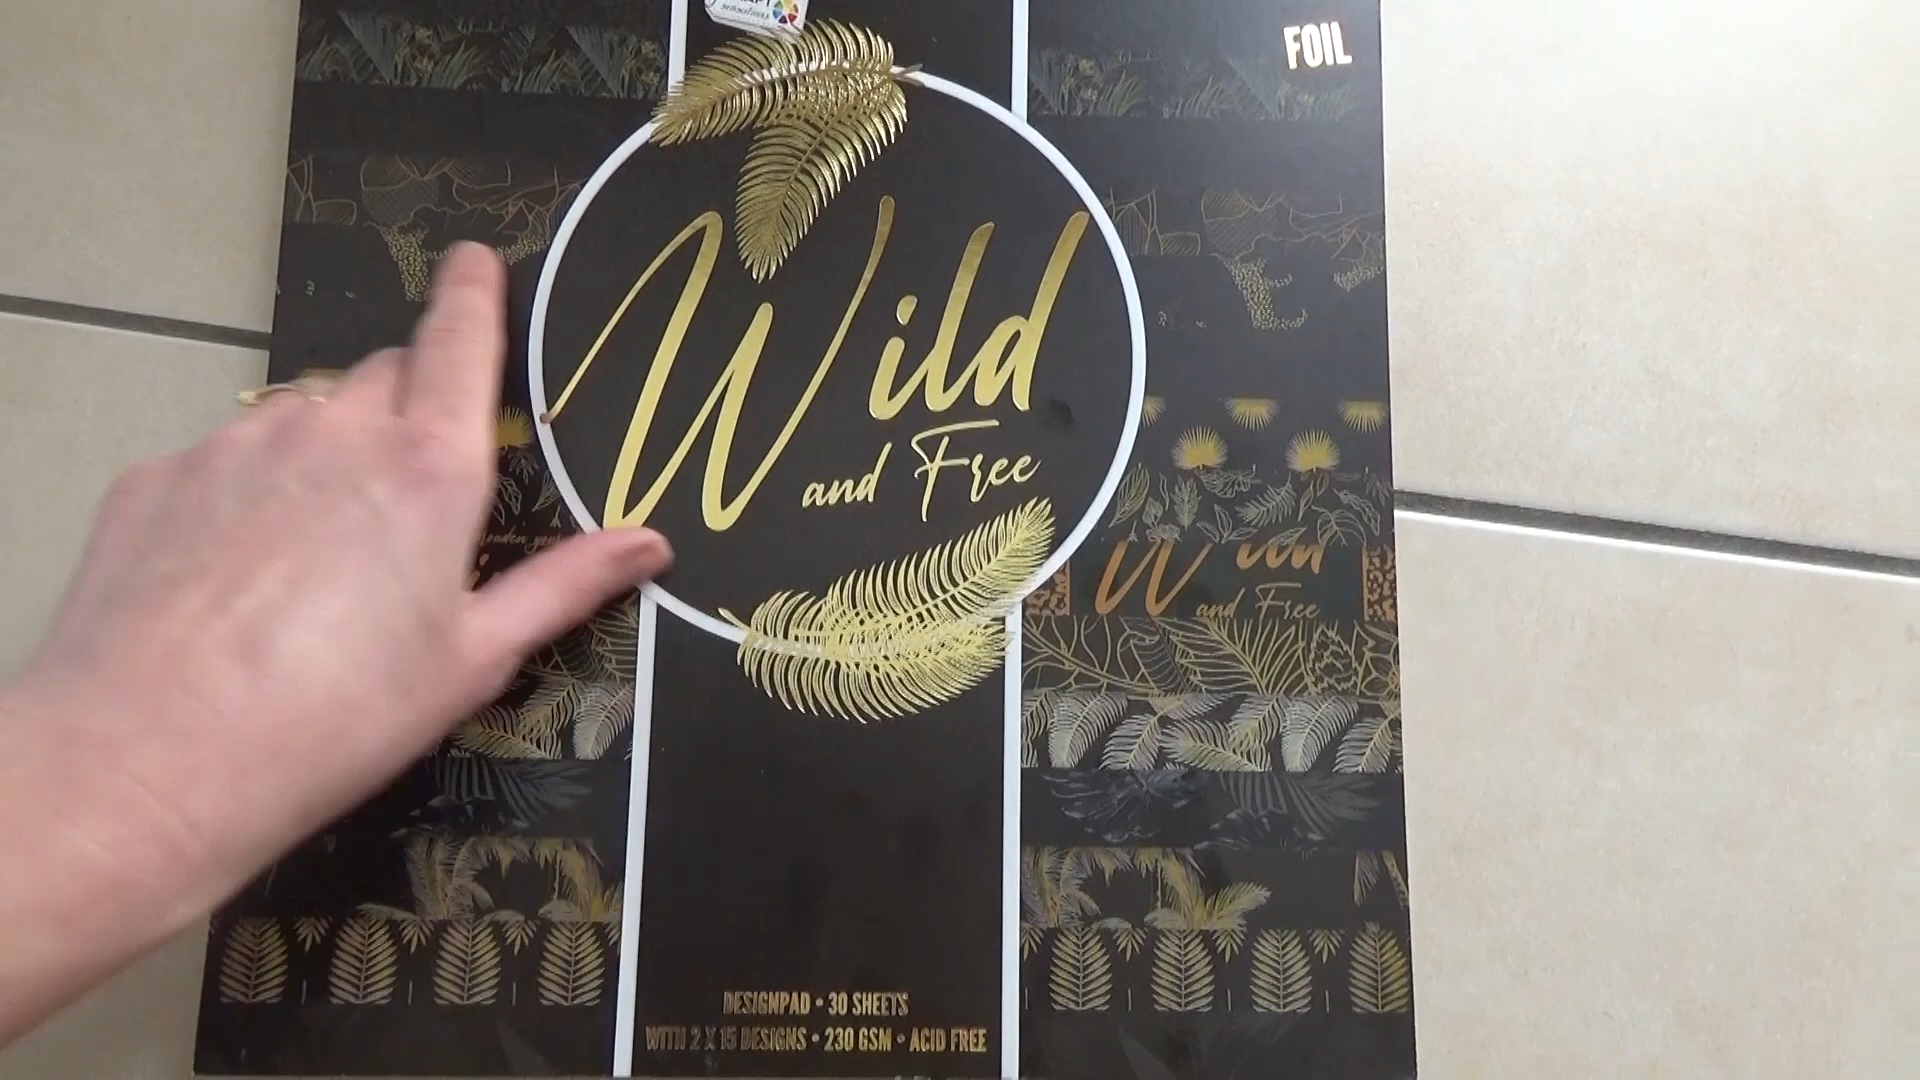 FOIL
Wild
and Free
Wild
and Free
DESIGNPAD • 30 SHEETS
WITH 2 X 15 DESIGNS • 230 GSM • ACID FREE